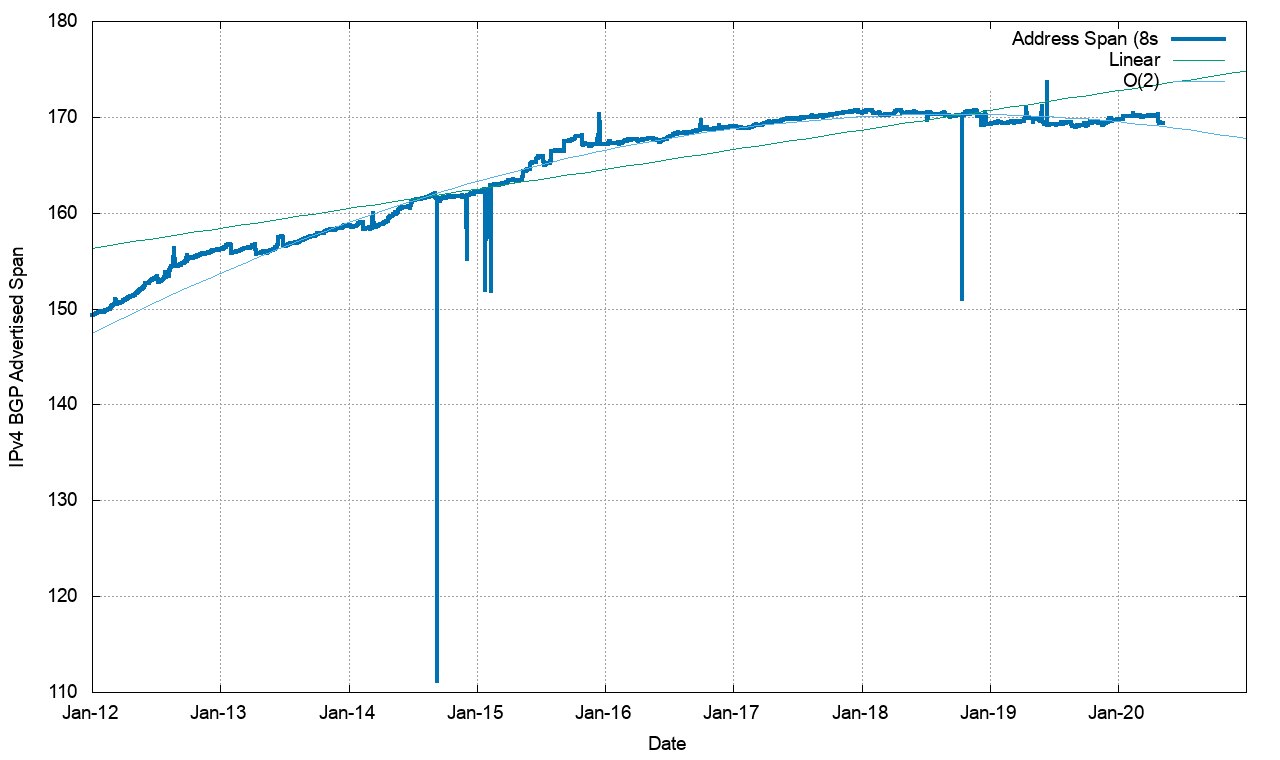 180
170
160
150
140
130
120
110
IPv4 BGP Advertised Span
Address Span (8s
Linear
O(2)
Jan-12 Jan-13 Jan-14 Jan-15 Jan-16 Jan-17 Jan-18 Jan-19 Jan-20
Date